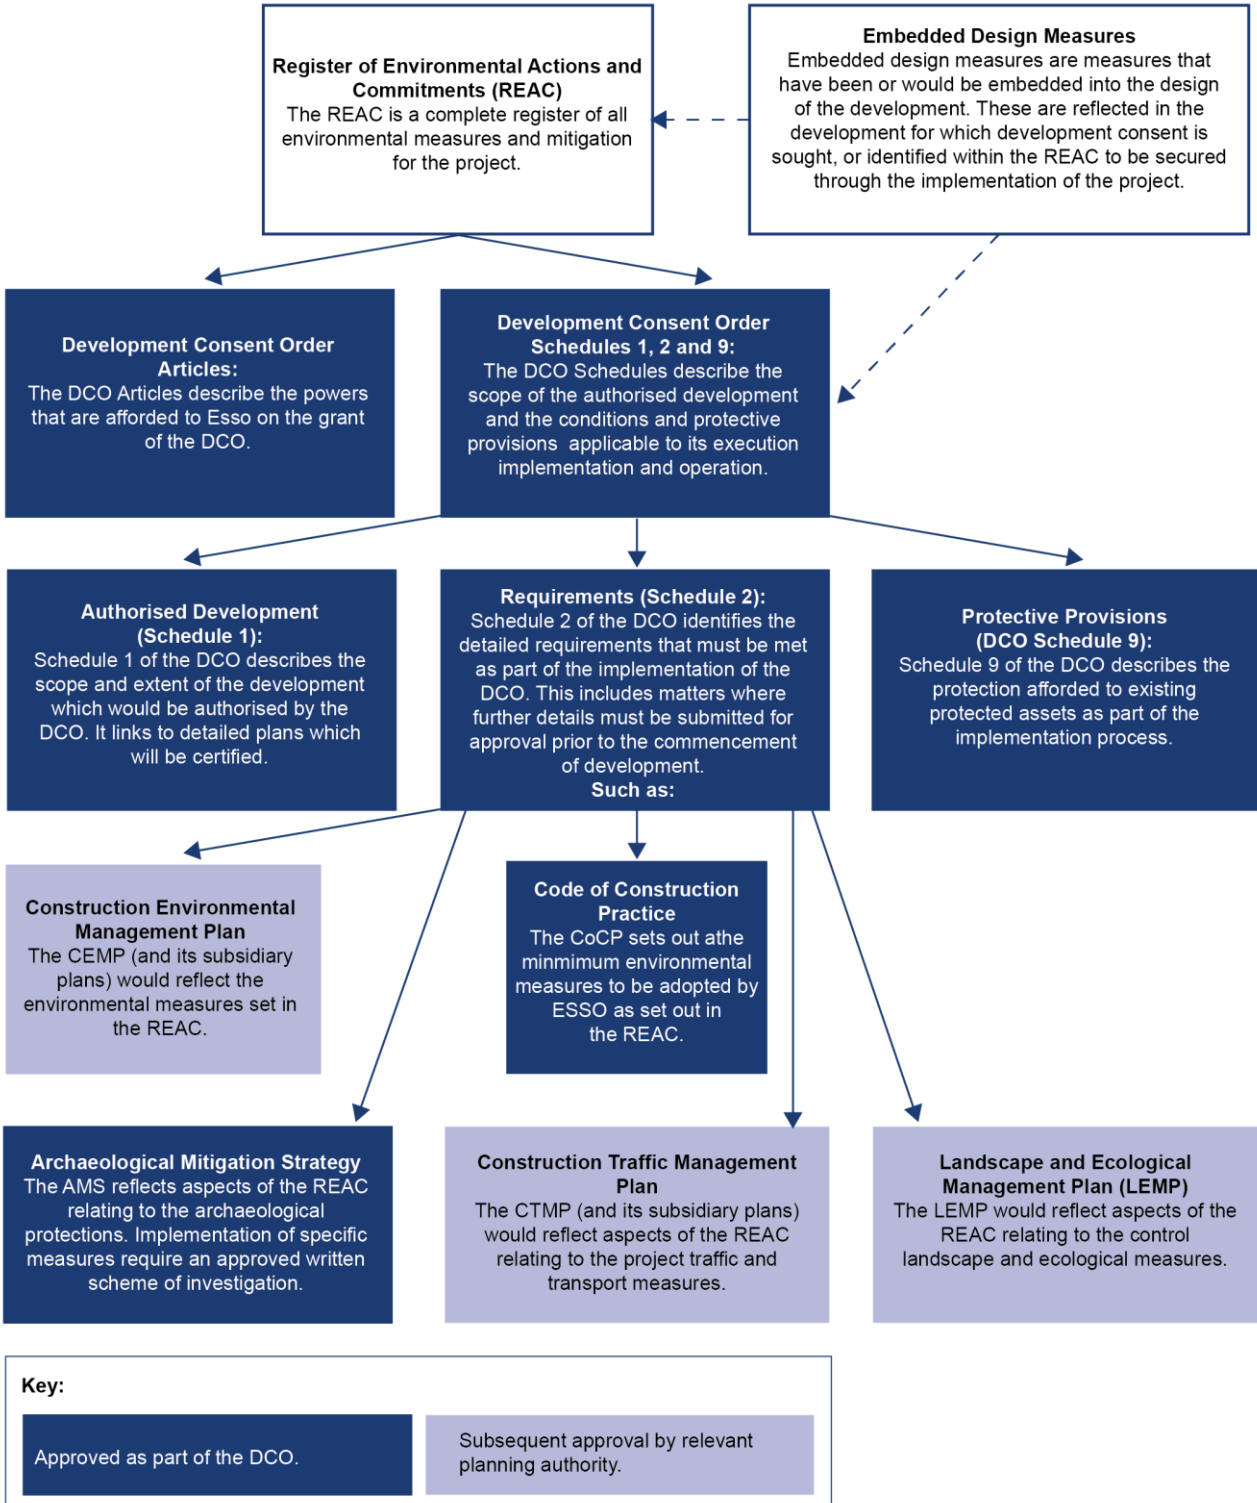 Register of Environmental Actions and
Commitments (REAC)
The REAC is a complete register of all
environmental measures and mitigation
for the project.
Embedded Design Measures
Embedded design measures are measures that
have been or would be embedded into the design
of the development. These are reflected in the
development for which development consent is
sought, or identified within the REAC to be secured
through the implementation of the project.
Development Consent Order
Articles:
The DCO Articles describe the powers
that are afforded to Esso on the grant
of the DCO.
Development Consent Order
Schedules 1, 2 and 9:
The DCO Schedules describe the
scope of the authorised development
and the conditions and protective
provisions applicable to its execution
implementation and operation.
Authorised Development
(Schedule 1):
Schedule 1 of the DCO describes the
scope and extent of the development
which would be authorised by the
DCO. It links to detailed plans which
will be certified.
Requirements (Schedule 2):
Schedule 2 of the DCO identifies the
detailed requirements that must be met
as part of the implementation of the
DCO. This includes matters where
further details must be submitted for
approval prior to the commencement
of development.
Such as:
Protective Provisions
(DCO Schedule 9):
Schedule 9 of the DCO describes the
protection afforded to existing
protected assets as part of the
implementation process.
Construction Environmental
Management Plan
The CEMP (and its subsidiary
plans) would reflect the
environmental measures set in
the REAC.
Code of Construction
Practice
The CoCP sets out athe
minmimum environmental
measures to be adopted by
ESSO as set out in
the REAC.
Archaeological Mitigation Strategy
The AMS reflects aspects of the REAC
relating to the archaeological
protections. Implementation of specific
measures require an approved written
scheme of investigation.
Construction Traffic Management
Plan
The CTMP (and its subsidiary plans)
would reflect aspects of the REAC
relating to the project traffic and
transport measures.
Landscape and Ecological
Management Plan (LEMP)
The LEMP would reflect aspects of the
REAC relating to the control
landscape and ecological measures.
Key:
Approved as part of the DCO.
Subsequent approval by relevant
planning authority.